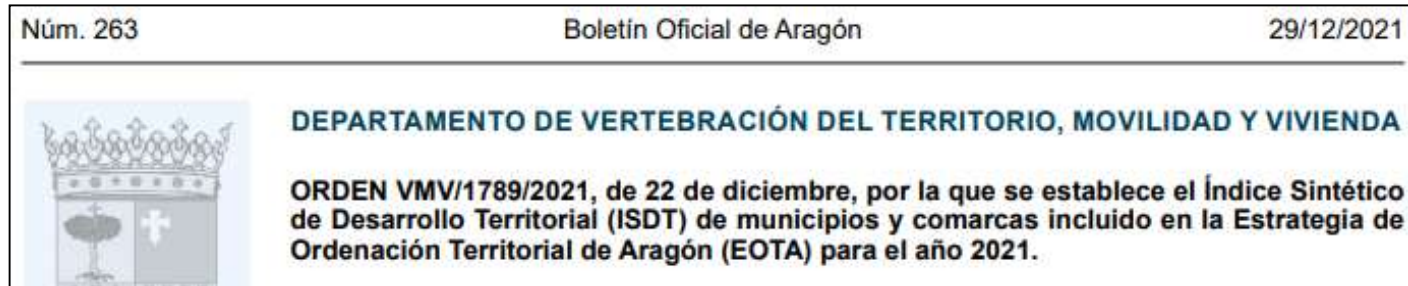 Núm. 263 Boletín Oficial de Aragón 29/12/2021
DEPARTAMENTO DE VERTEBRACIÓN DEL TERRITORIO, MOVILIDAD Y VIVIENDA
ORDEN VMV/1789/2021, de 22 de diciembre, por la que se establece el Índice Sintético
de Desarrollo Territorial (ISDT) de municipios y comarcas incluido en la Estrategia de
Ordenación Territorial de Aragón (EOTA) para el año 2021.